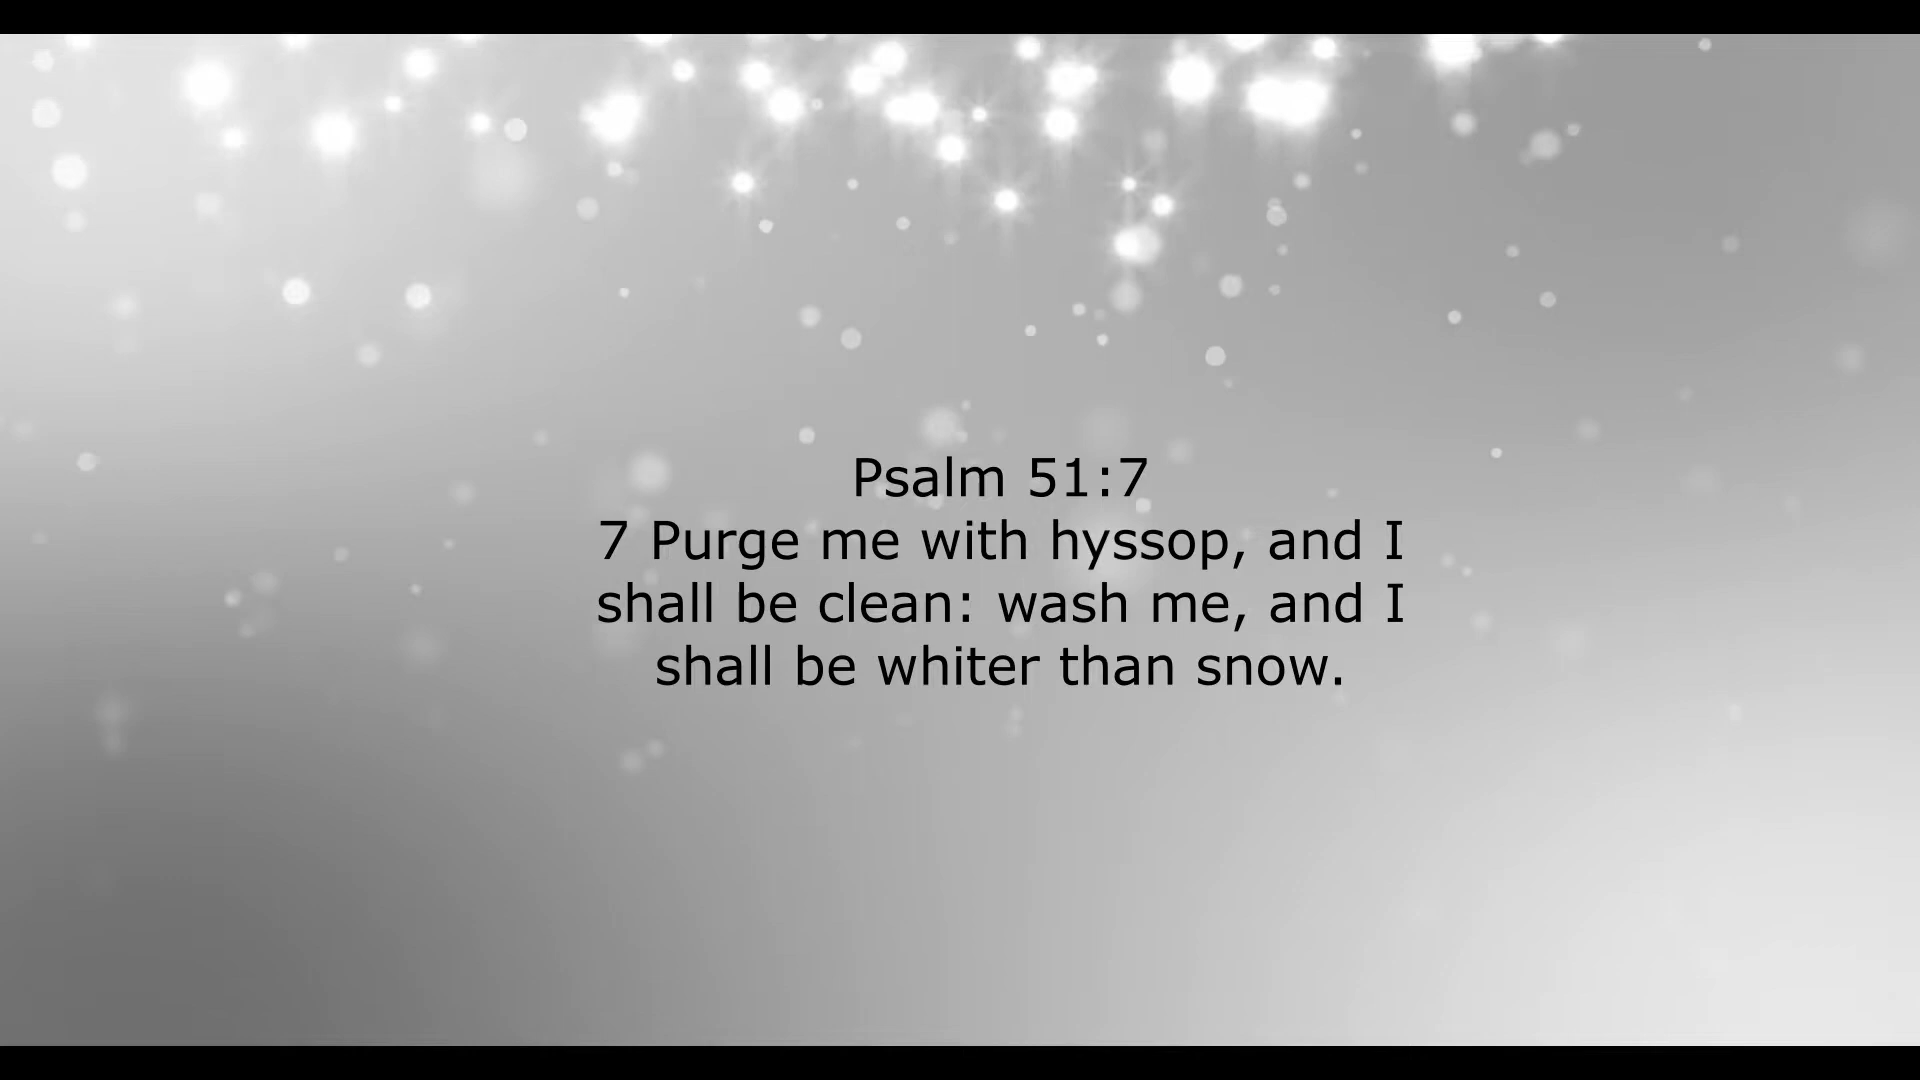 Psalm 51:7
7 Purge me with hyssop, and I
shall be clean: wash me, and I
shall be whiter than snow.